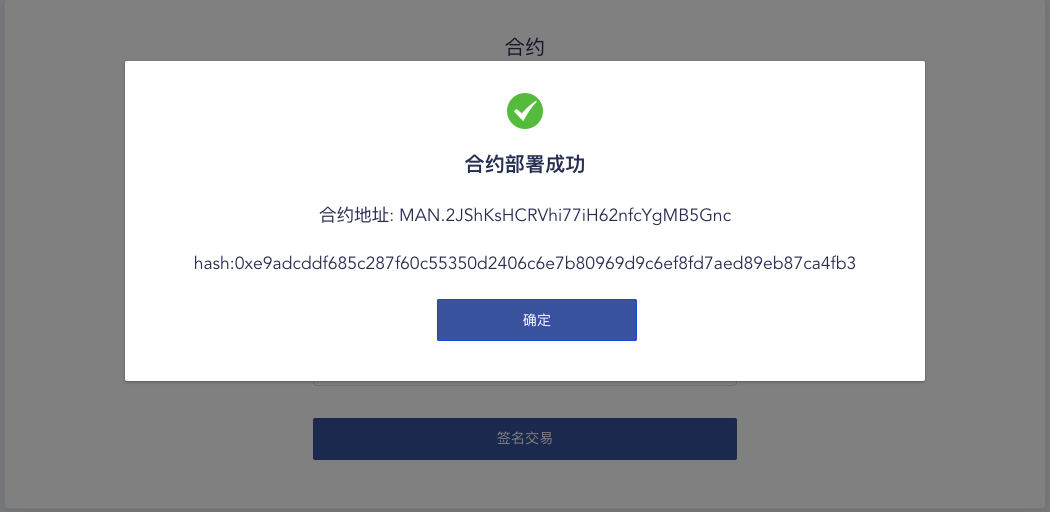 合约
合约部署成功
合约地址: MAN.2JShKsHCRVhi77iH62nfcYgMB5Gnc
hash:0xe9adcddf685c287f60c55350d2406c6e7b80969d9c6ef8fd7aed89eb87ca4fb3
确定
签名交易